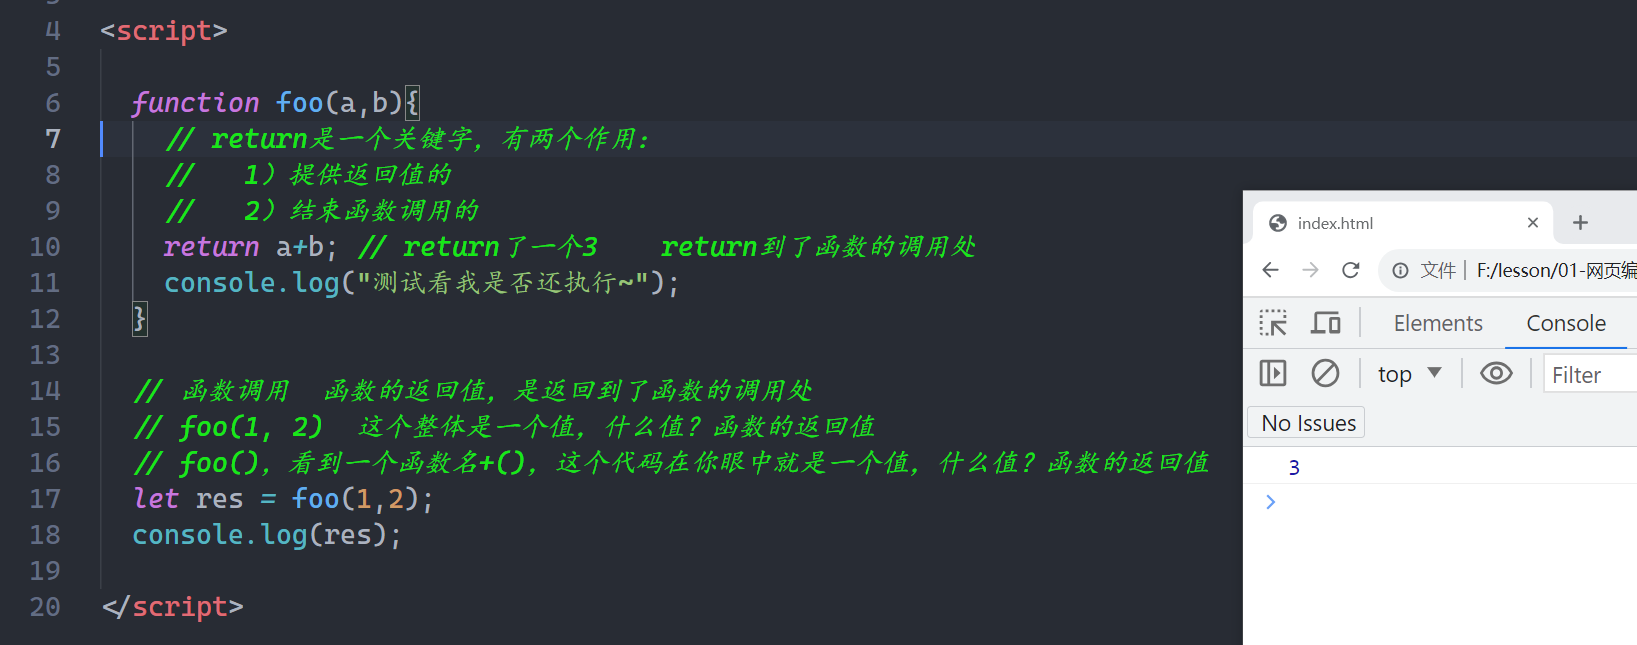 4 <script>
5
6 function foo(a,b){
7 // return是一个关键字，有两个作用：
8 //   1）提供返回值的
9 //   2）结束函数调用的
10 return a+b; // return了一个3    return到了函数的调用处
11 console.log("测试看我是否还执行~");
12 }
13
14 // 函数调用  函数的返回值，是返回到了函数的调用处
15 // foo(1, 2)  这个整体是一个值，什么值？函数的返回值
16 // foo()，看到一个函数名+()，这个代码在你眼中就是一个值，什么值？函数的返回值
17 let res = foo(1,2);
18 console.log(res);
19
20 </script>
index.html
文件 F:/lesson/01-网页编
Elements Console
top Filter
No Issues
3